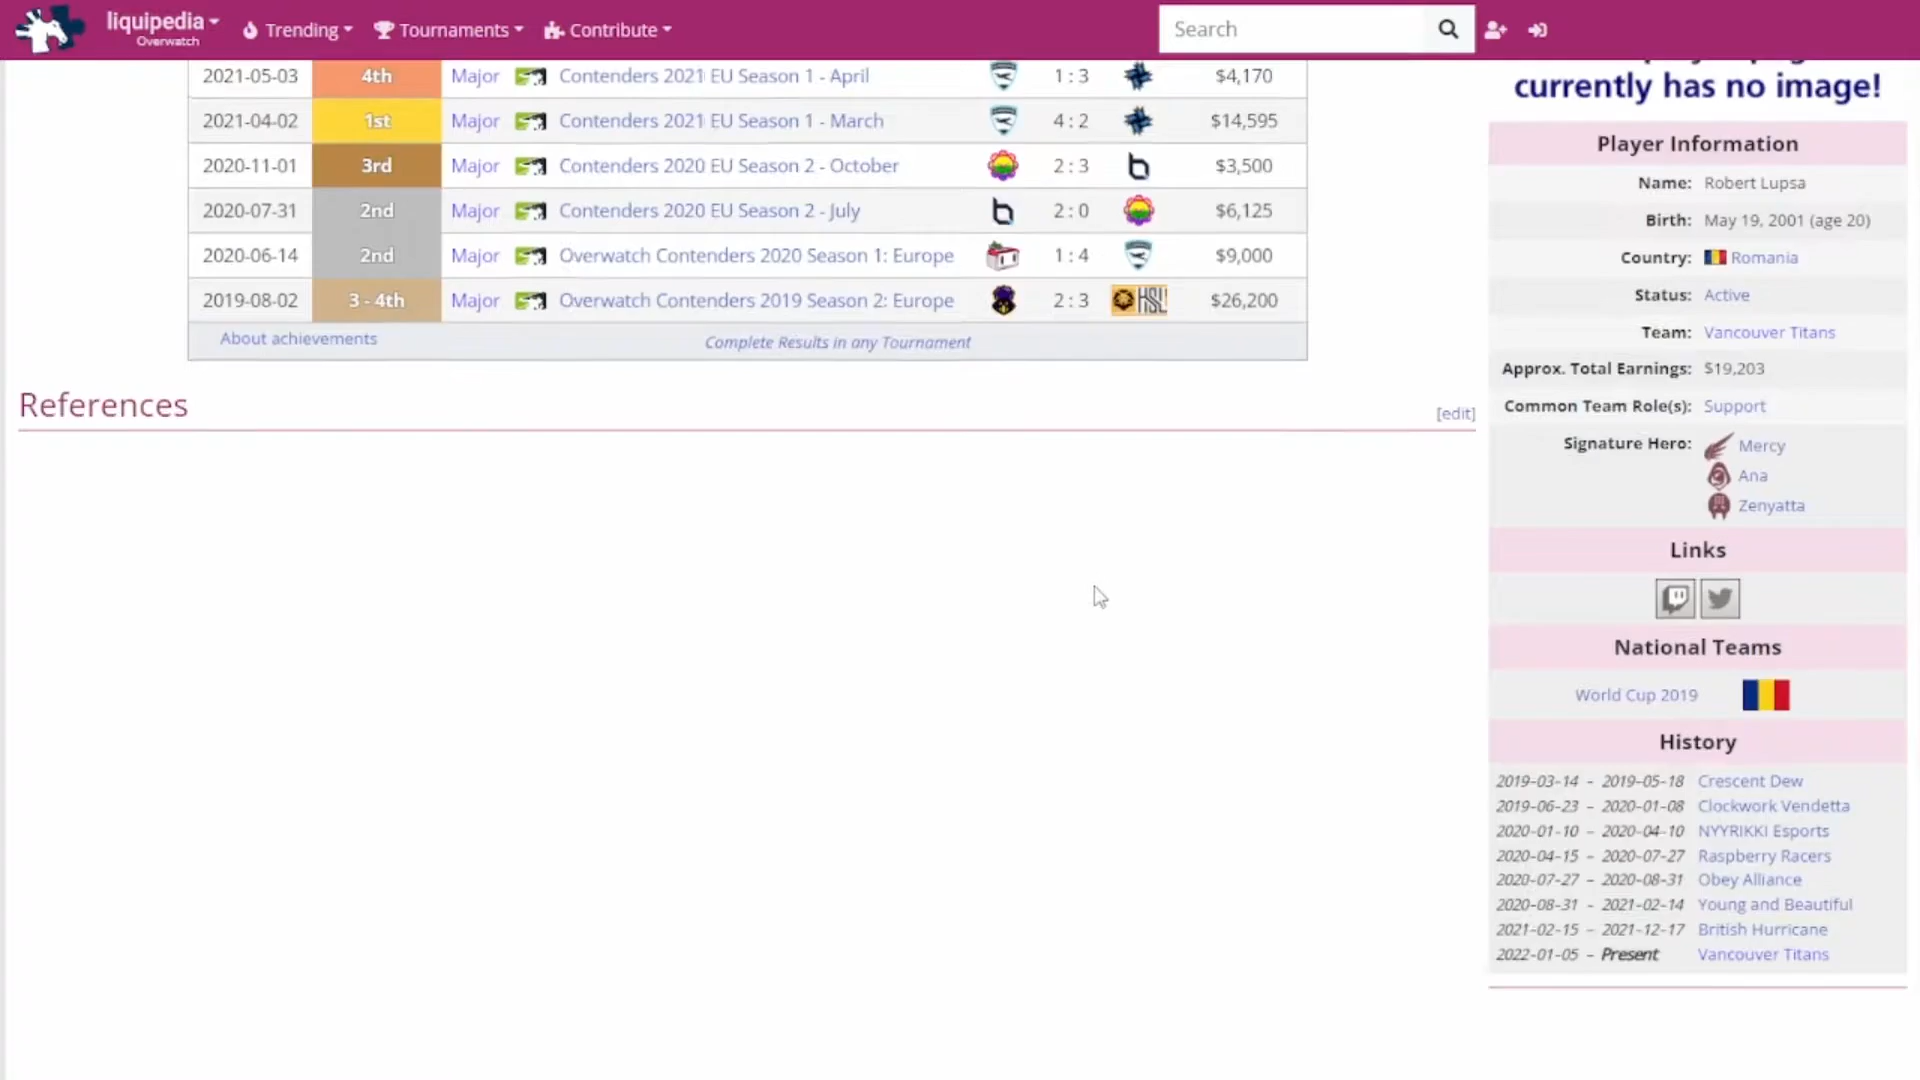 liquipedia
Overwatch
Trending
Tournaments
Contribute
Search
2021-05-03 4th Major Contenders 2021 EU Season 1 - April 1 : 3 $4,170
2021-04-02 1st Major Contenders 2021 EU Season 1 - March 4 : 2 $14,595
2020-11-01 3rd Major Contenders 2020 EU Season 2 - October 2 : 3 $3,500
2020-07-31 2nd Major Contenders 2020 EU Season 2 - July 2 : 0 $6,125
2020-06-14 2nd Major Overwatch Contenders 2020 Season 1: Europe 1 : 4 $9,000
2019-08-02 3 - 4th Major Overwatch Contenders 2019 Season 2: Europe 2 : 3 HSL $26,200
About achievements
Complete Results in any Tournament
References
[edit]
currently has no image!
Player Information
Name: Robert Lupsa
Birth: May 19, 2001 (age 20)
Country: Romania
Status: Active
Team: Vancouver Titans
Approx. Total Earnings: $19,203
Common Team Role(s): Support
Signature Hero: Mercy
Ana
Zenyatta
Links
National Teams
World Cup 2019
History
2019-03-14 - 2019-05-18 Crescent Dew
2019-06-23 - 2020-01-08 Clockwork Vendetta
2020-01-10 - 2020-04-10 NYYRIKKI Esports
2020-04-15 - 2020-07-27 Raspberry Racers
2020-07-27 - 2020-08-31 Obey Alliance
2020-08-31 - 2021-02-14 Young and Beautiful
2021-02-15 - 2021-12-17 British Hurricane
2022-01-05 - Present Vancouver Titans